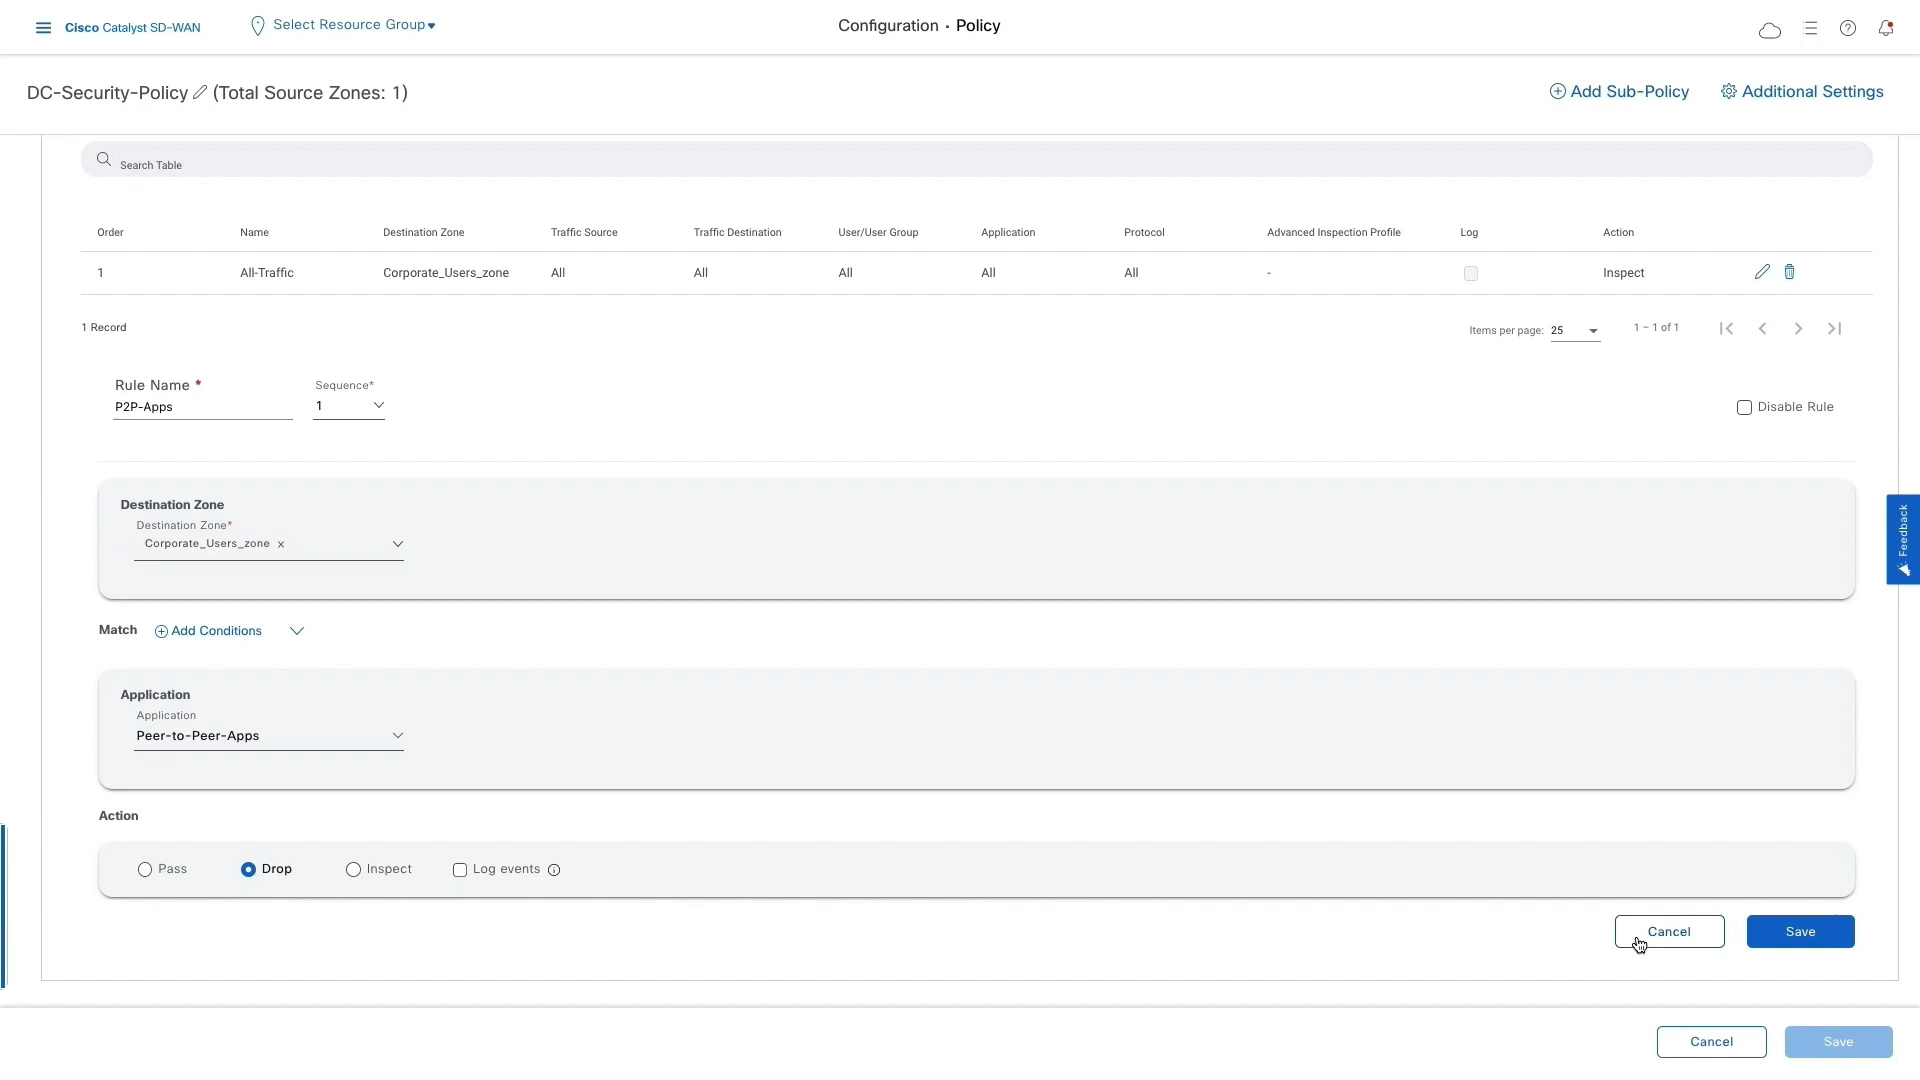 Cisco Catalyst SD-WAN
Select Resource Group
Configuration · Policy
DC-Security-Policy (Total Source Zones: 1)
Add Sub-Policy
Additional Settings
Search Table
Order Name Destination Zone Traffic Source Traffic Destination User/User Group Application Protocol Advanced Inspection Profile Log Action
1 All-Traffic Corporate_Users_zone All All All All All - Inspect
1 Record
Items per page: 25
1 – 1 of 1
Rule Name *
P2P-Apps
Sequence*
1
Disable Rule
Destination Zone
Destination Zone*
Corporate_Users_zone x
Feedback
Match Add Conditions
Application
Application
Peer-to-Peer-Apps
Action
Pass Drop Inspect Log events
Cancel Save
Cancel Save